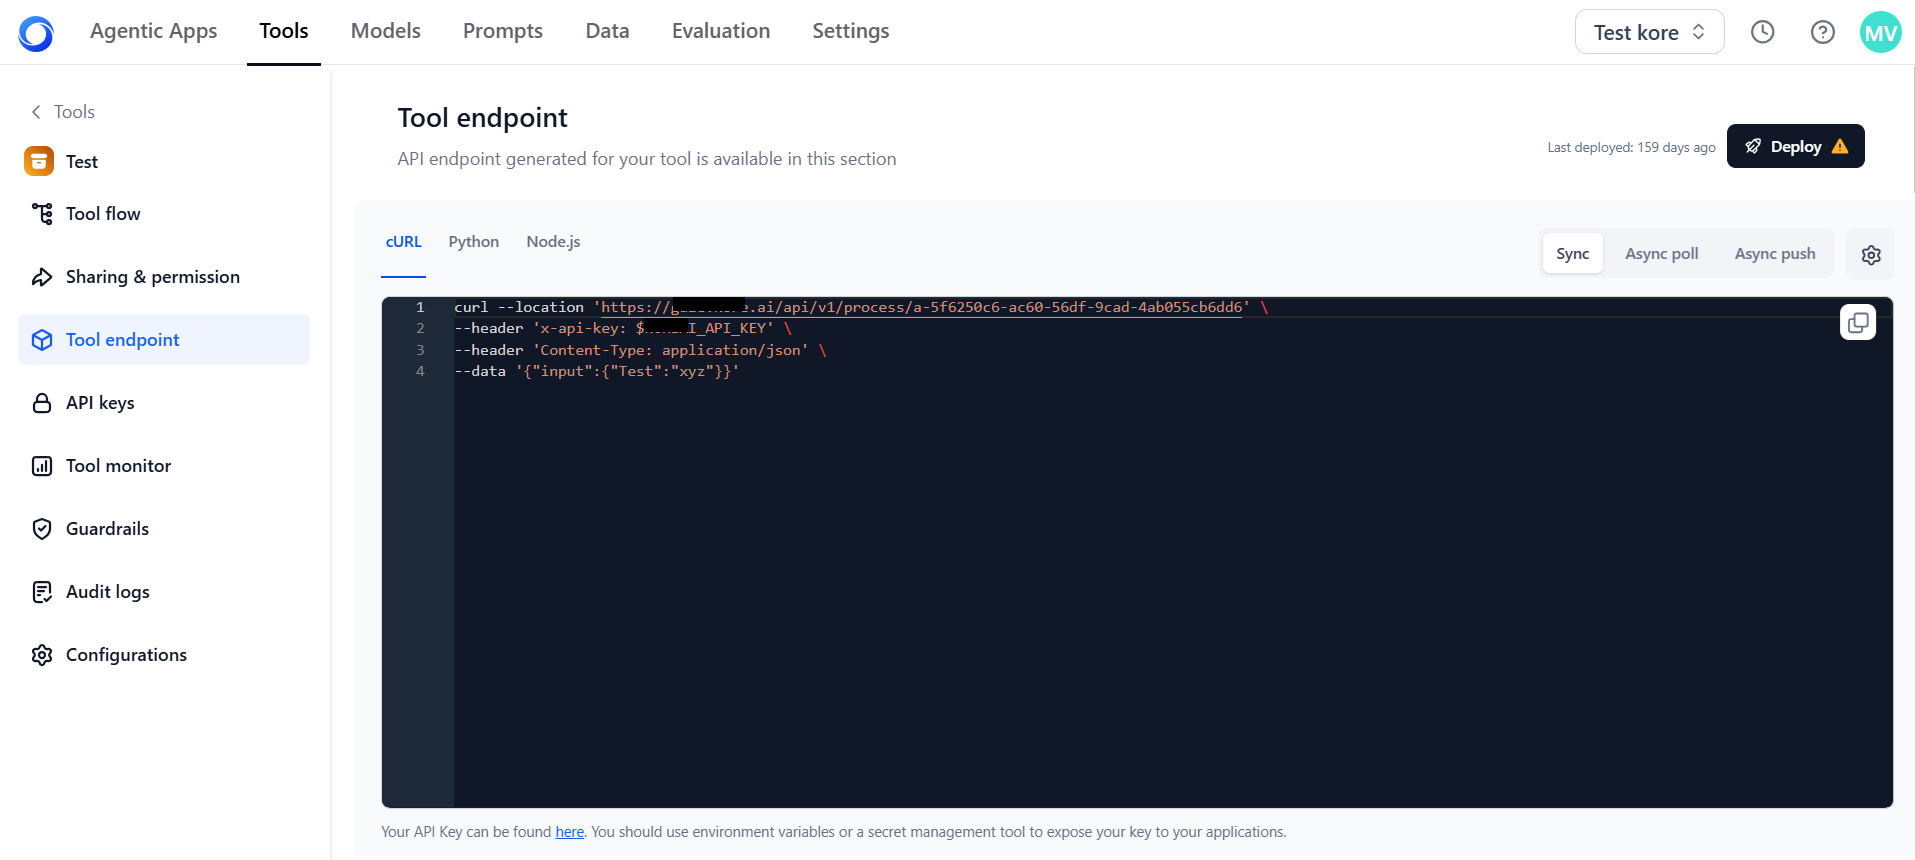 Agentic Apps Tools Models Prompts Data Evaluation Settings Test kore MV
Tools
Test
Tool flow
Sharing & permission
Tool endpoint
API keys
Tool monitor
Guardrails
Audit logs
Configurations
Tool endpoint
API endpoint generated for your tool is available in this section
Last deployed: 159 days ago Deploy
cURL Python Node.js Sync Async poll Async push
1 curl --location 'https:// .ai/api/v1/process/a-5f6250c6-ac60-56df-9cad-4ab055cb6dd6' \
2 --header 'x-api-key: $ I_API_KEY' \
3 --header 'Content-Type: application/json' \
4 --data '{"input":{"Test":"xyz"}}'
Your API Key can be found here. You should use environment variables or a secret management tool to expose your key to your applications.